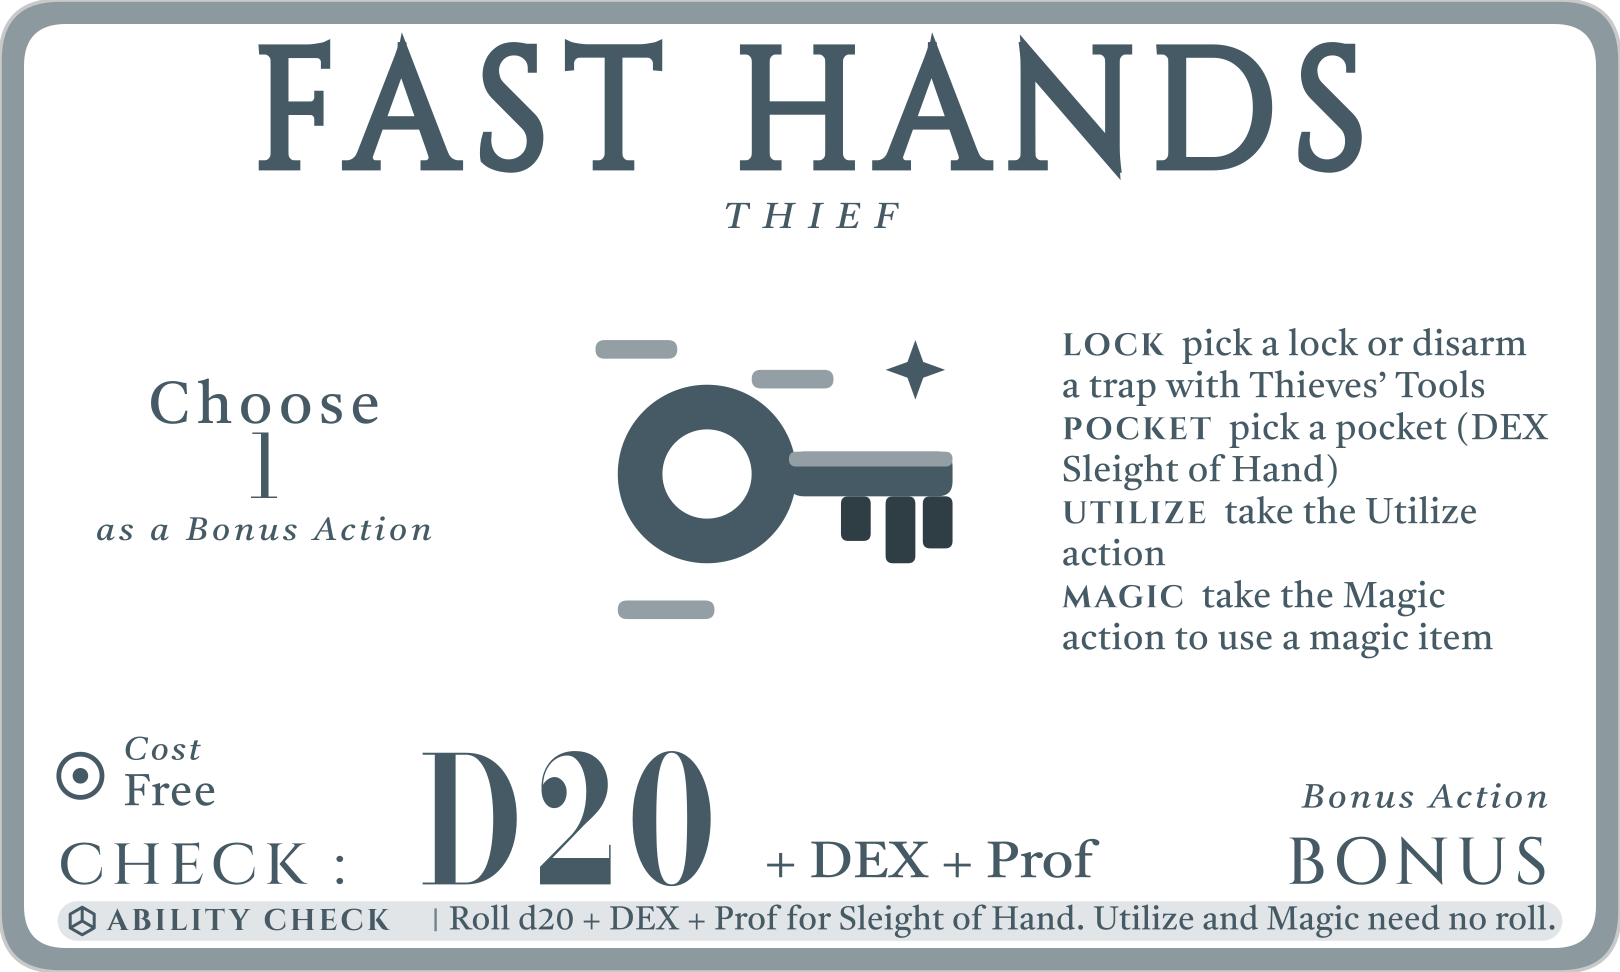 FAST HANDS
THIEF
Choose
1
as a Bonus Action
LOCK pick a lock or disarm
a trap with Thieves’ Tools
POCKET pick a pocket (DEX
Sleight of Hand)
UTILIZE take the Utilize
action
MAGIC take the Magic
action to use a magic item
Cost
Free
CHECK : D20 + DEX + Prof
Bonus Action
BONUS
ABILITY CHECK | Roll d20 + DEX + Prof for Sleight of Hand. Utilize and Magic need no roll.